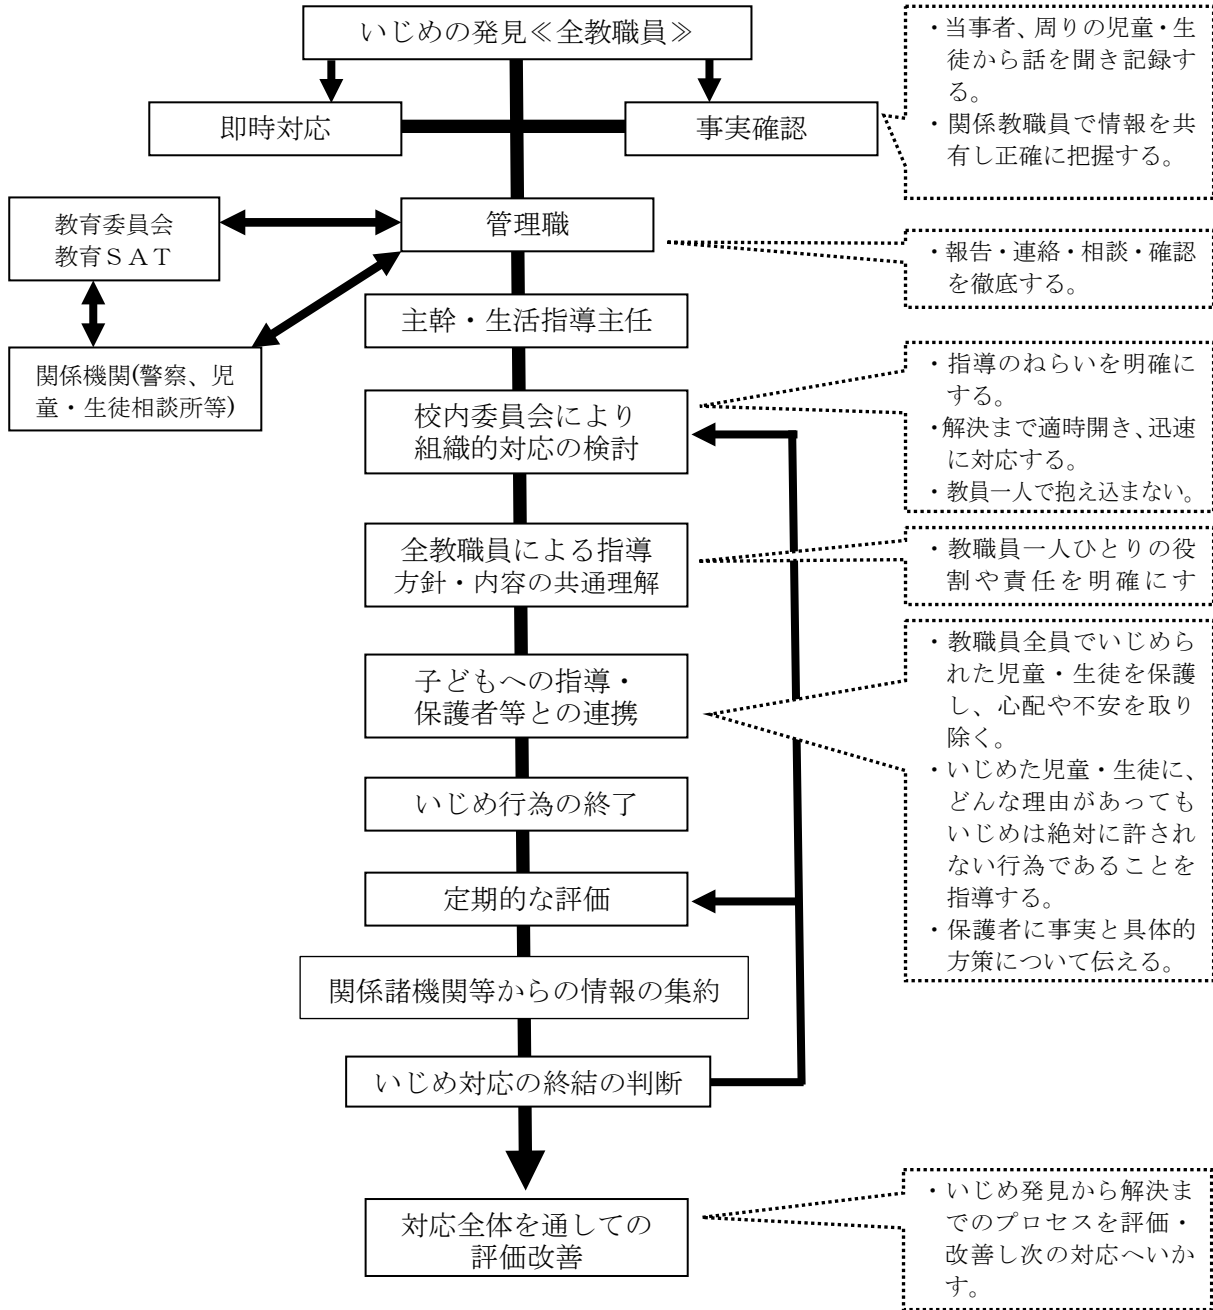 いじめの発見≪全教職員≫
即時対応
事実確認
・当事者、周りの児童・生
徒から話を聞き記録す
る。
・関係教職員で情報を共
有し正確に把握する。
教育委員会
教育ＳＡＴ
管理職
・報告・連絡・相談・確認
を徹底する。
主幹・生活指導主任
関係機関(警察、児
童・生徒相談所等)
校内委員会により
組織的対応の検討
・指導のねらいを明確に
する。
・解決まで適時開き、迅速
に対応する。
・教員一人で抱え込まない。
全教職員による指導
方針・内容の共通理解
・教職員一人ひとりの役
割や責任を明確にす
子どもへの指導・
保護者等との連携
・教職員全員でいじめら
れた児童・生徒を保護
し、心配や不安を取り
除く。
・いじめた児童・生徒に、
どんな理由があっても
いじめは絶対に許され
ない行為であることを
指導する。
・保護者に事実と具体的
方策について伝える。
いじめ行為の終了
定期的な評価
関係諸機関等からの情報の集約
いじめ対応の終結の判断
対応全体を通しての
評価改善
・いじめ発見から解決ま
でのプロセスを評価・
改善し次の対応へいか
す。